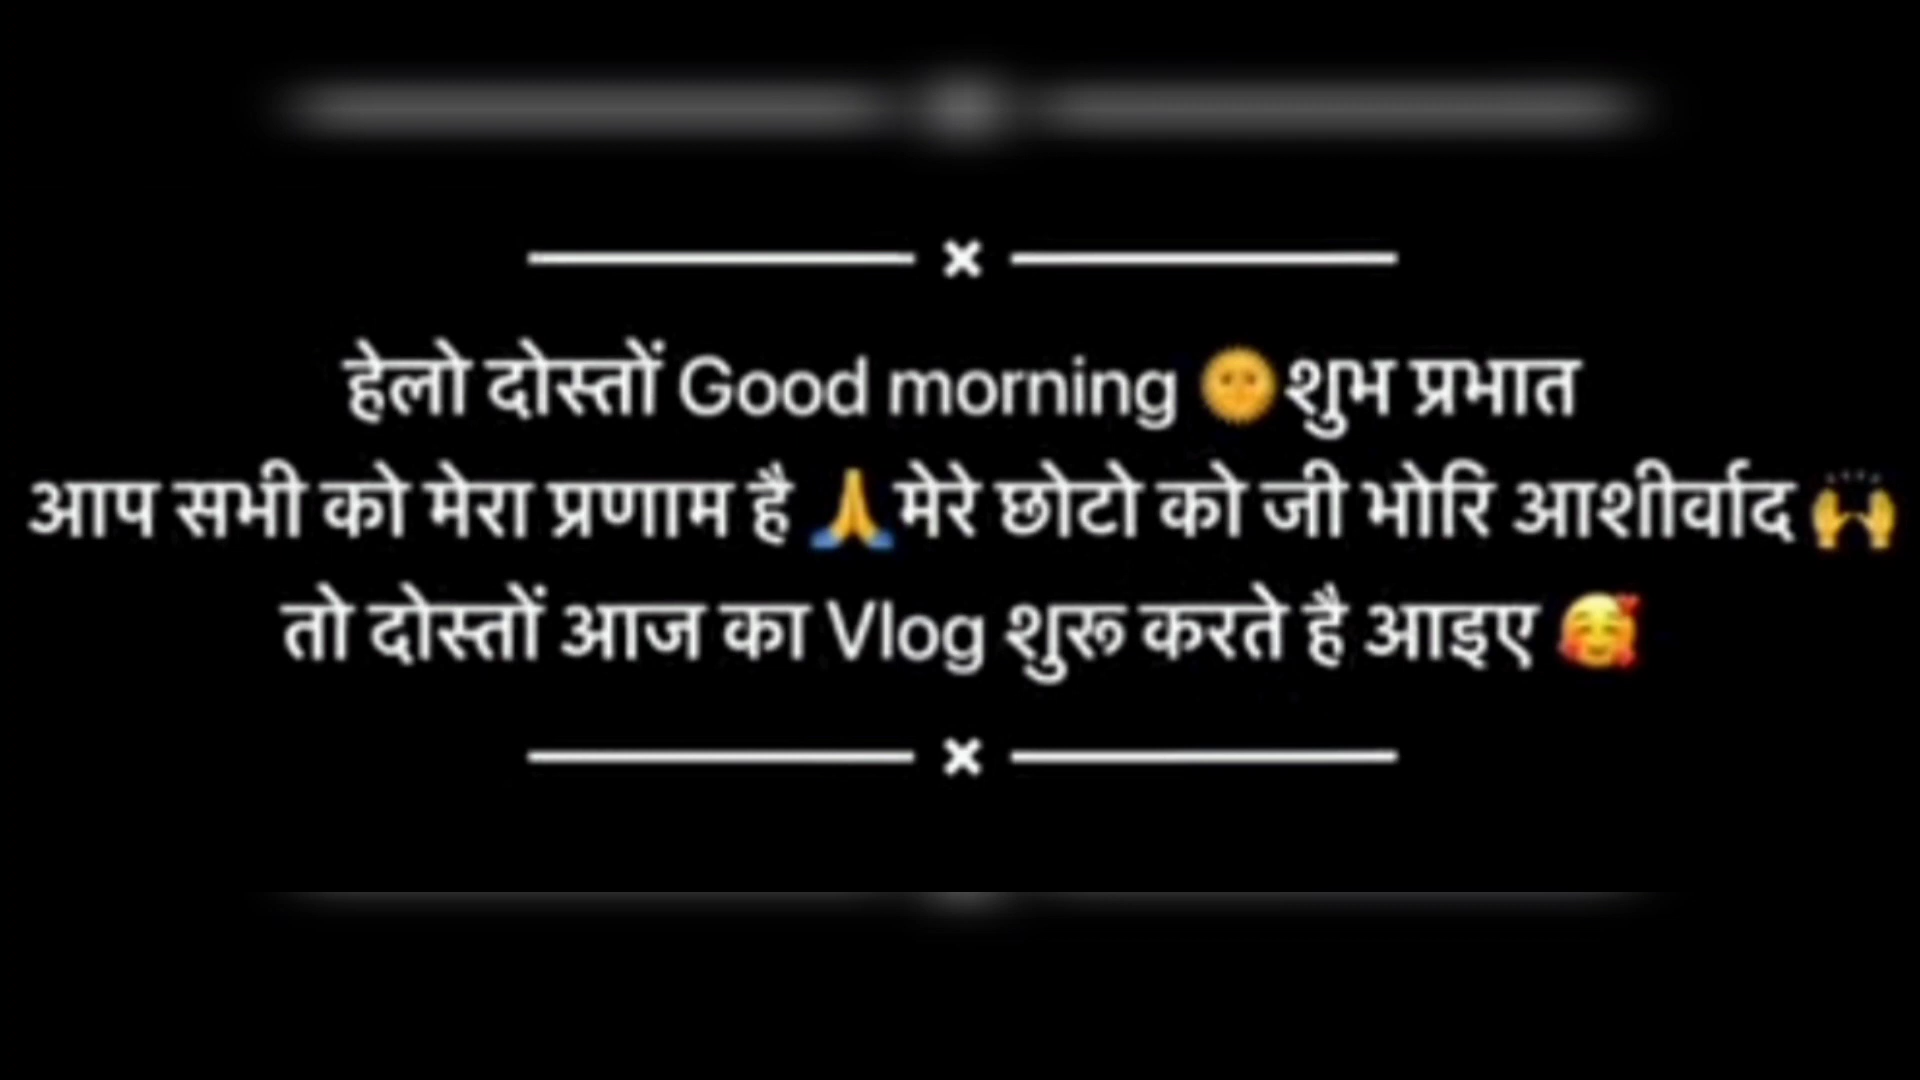 हेलो दोस्तों Good morning 🌞शुभ प्रभात
आप सभी को मेरा प्रणाम है 🙏मेरे छोटो को जी भोरि आशीर्वाद 🙌
तो दोस्तों आज का Vlog शुरू करते है आइए 🥰